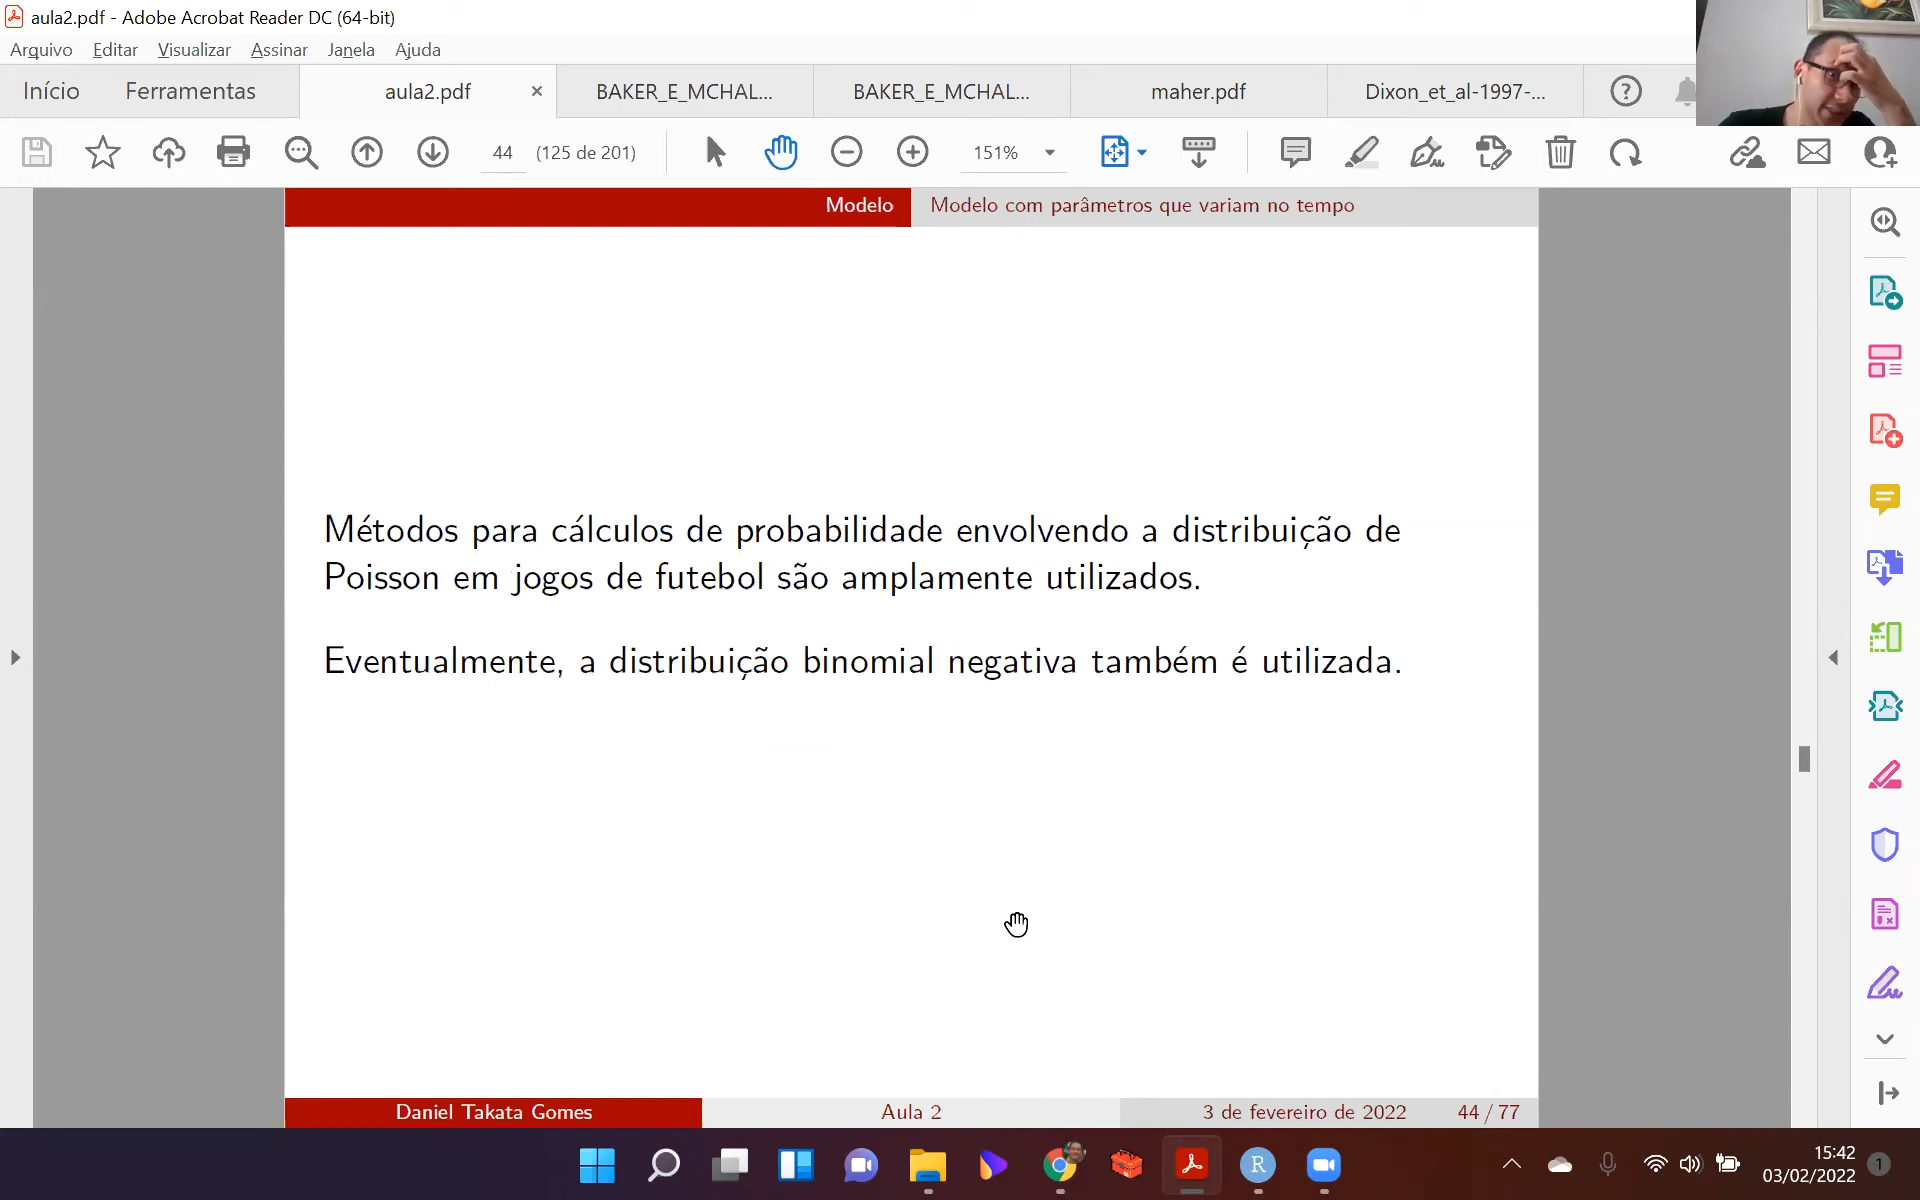 aula2.pdf - Adobe Acrobat Reader DC (64-bit)
Arquivo Editar Visualizar Assinar Janela Ajuda
Início Ferramentas aula2.pdf × BAKER_E_MCHAL... BAKER_E_MCHAL... maher.pdf Dixon_et_al-1997-...
44 (125 de 201) 151%
Modelo Modelo com parâmetros que variam no tempo
Métodos para cálculos de probabilidade envolvendo a distribuição de
Poisson em jogos de futebol são amplamente utilizados.
Eventualmente, a distribuição binomial negativa também é utilizada.
Daniel Takata Gomes Aula 2 3 de fevereiro de 2022 44 / 77
R
15:42
03/02/2022
1